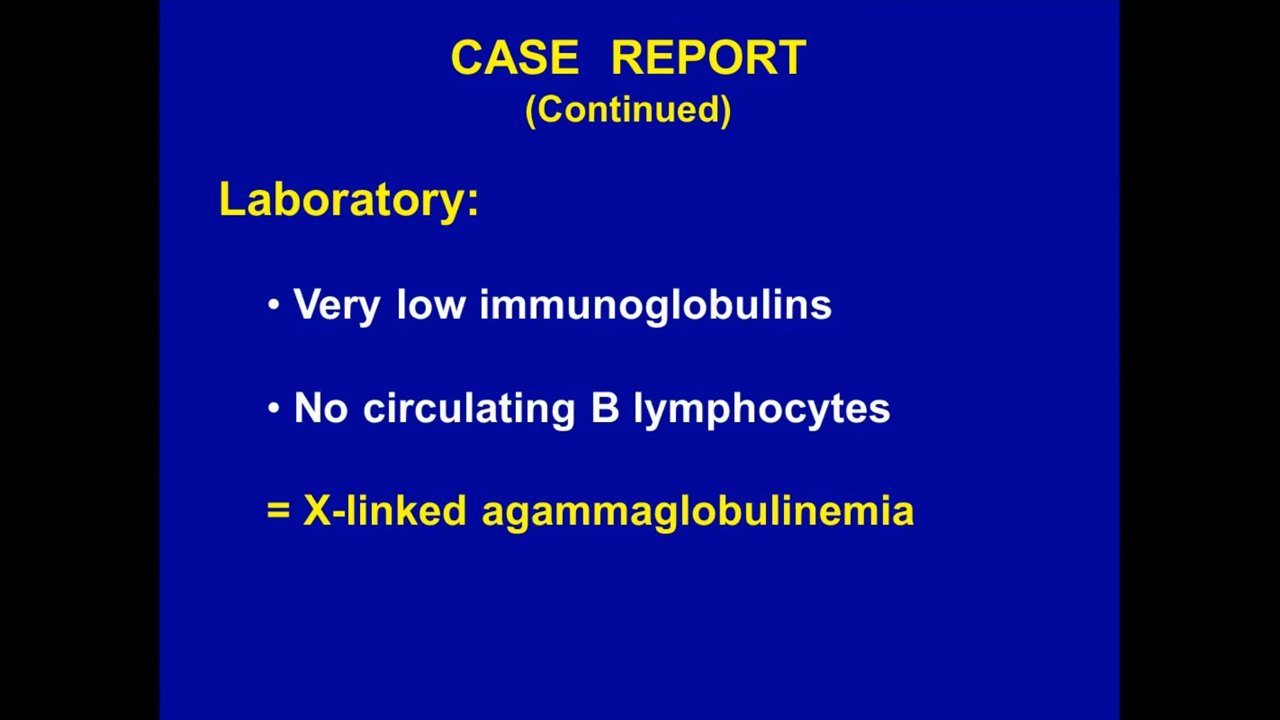 CASE REPORT
(Continued)
Laboratory:
• Very low immunoglobulins
• No circulating B lymphocytes
= X-linked agammaglobulinemia